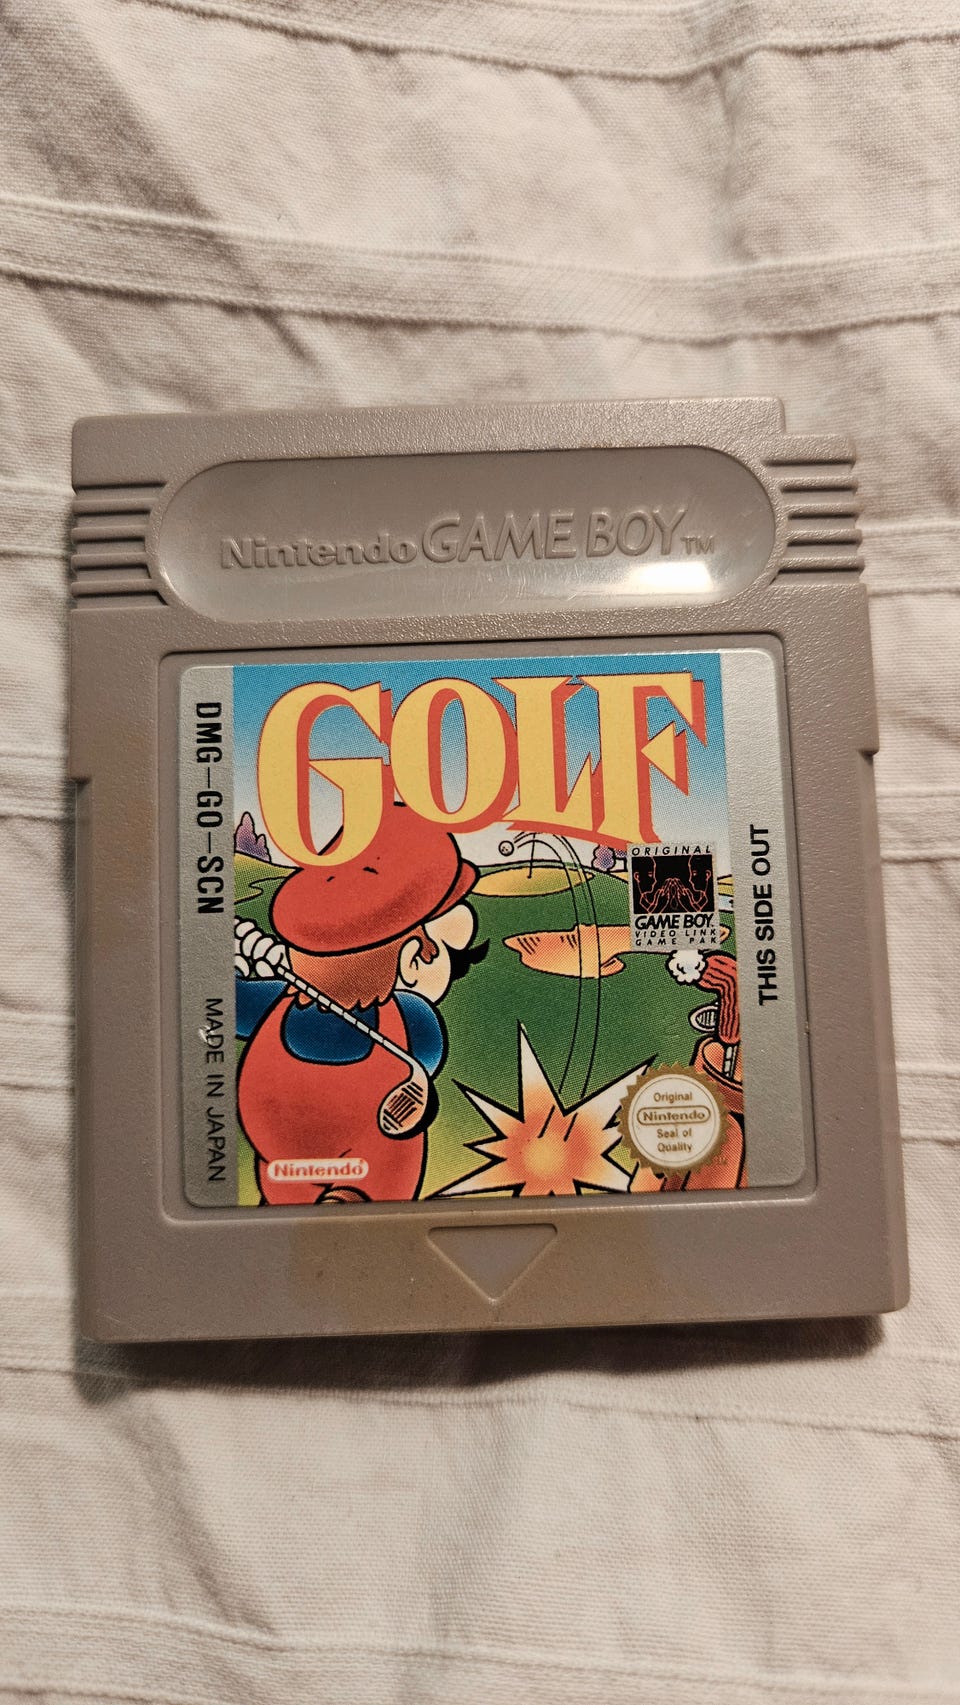 Nintendo GAME BOY™
GOLF
DMG-GO-SCN
MADE IN JAPAN
ORIGINAL
GAME BOY
VIDEO LINK
GAME PAK
THIS SIDE OUT
Original
Nintendo
Seal of
Quality
Nintendo®